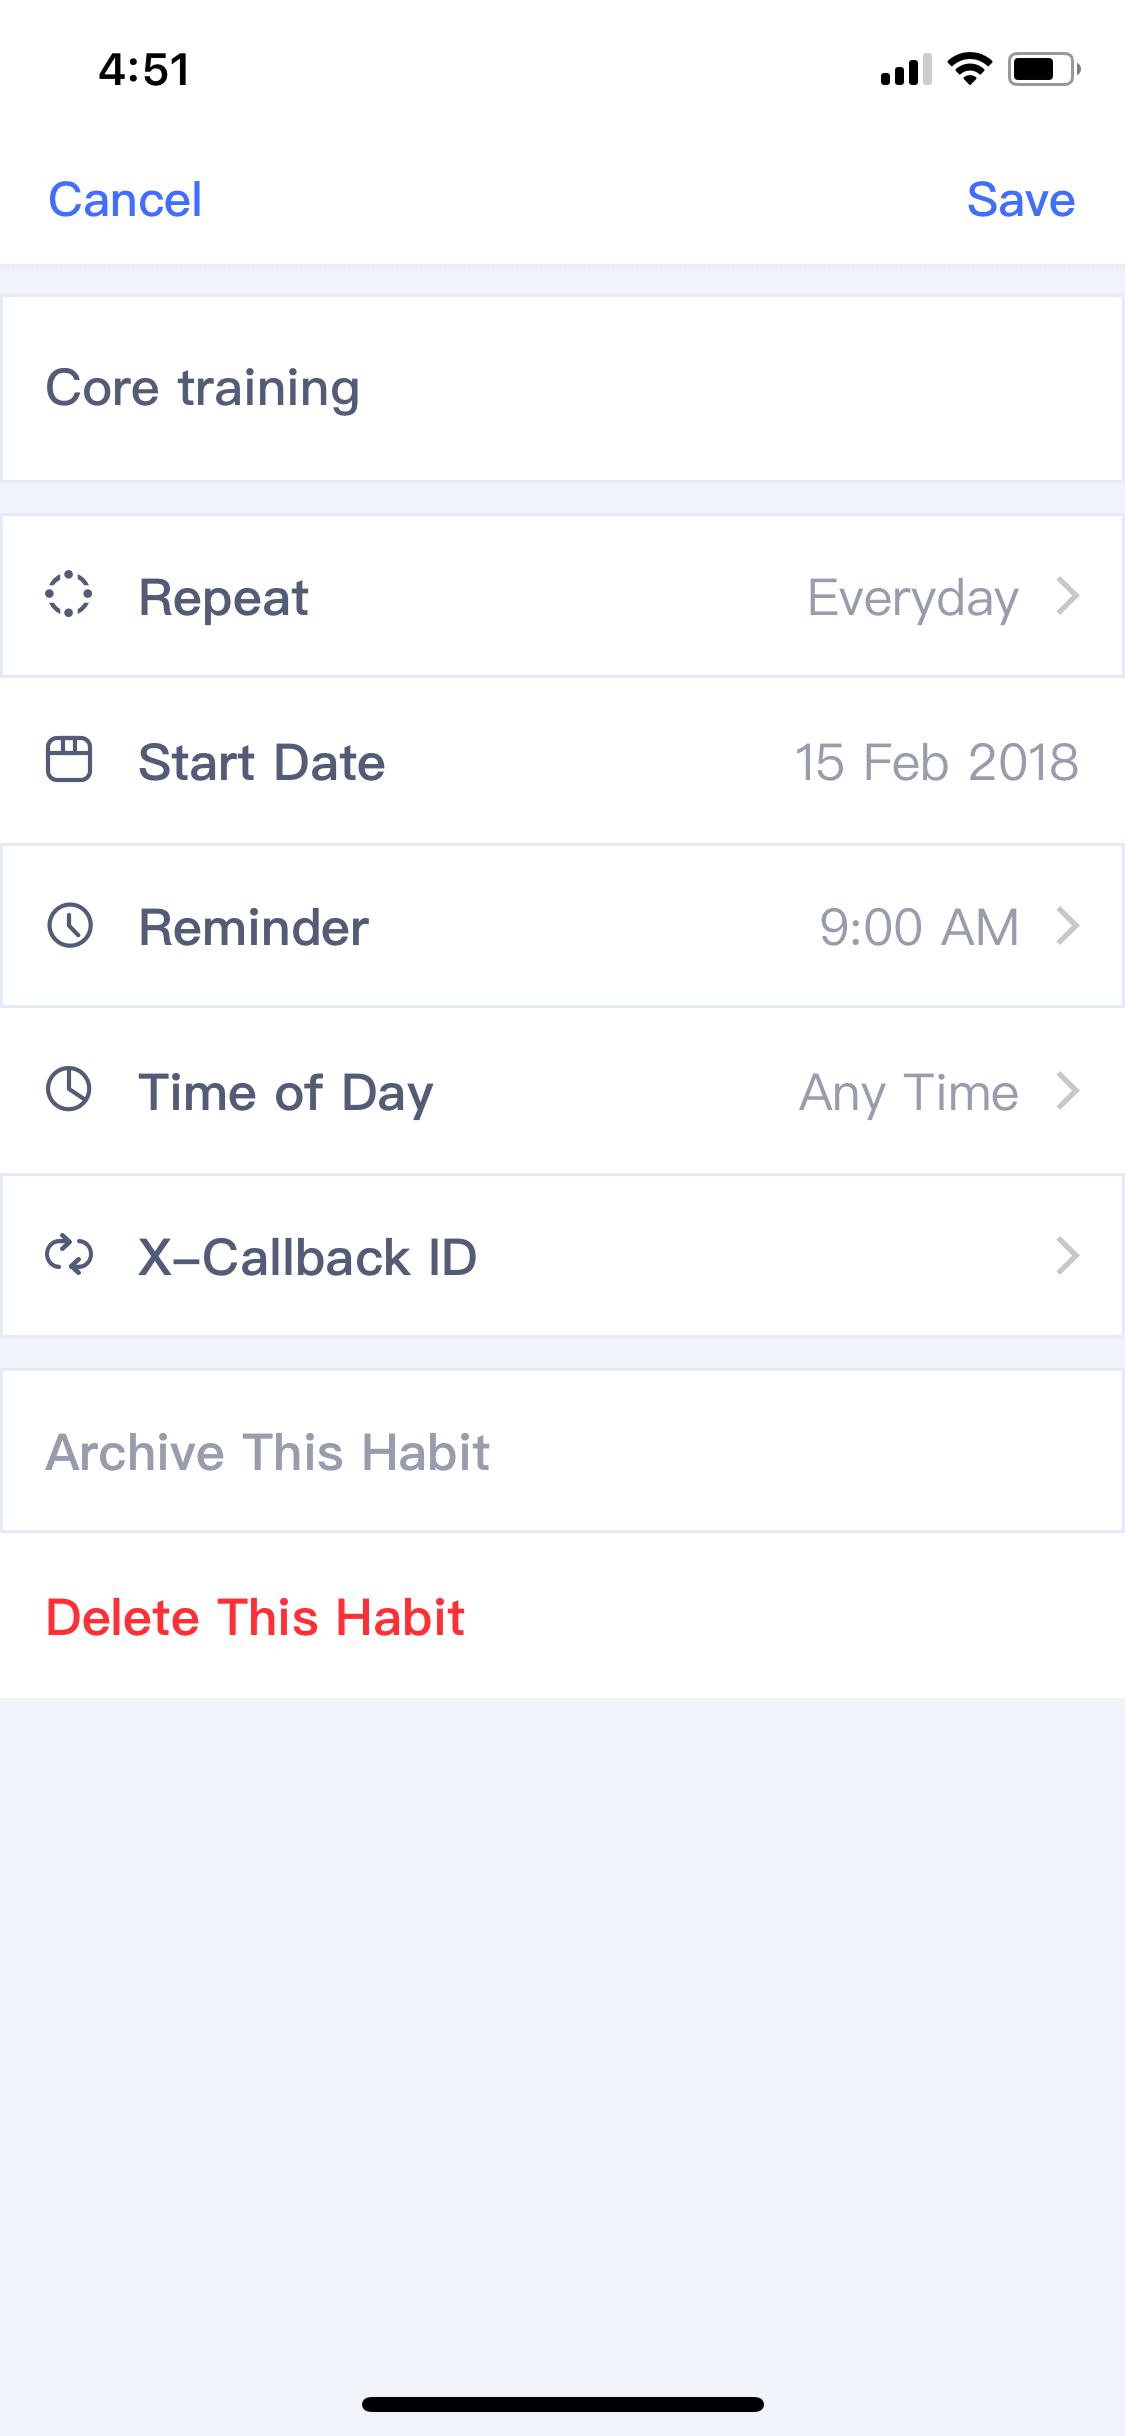 4:51
Cancel Save
Core training
Repeat Everyday
Start Date 15 Feb 2018
Reminder 9:00 AM
Time of Day Any Time
X-Callback ID
Archive This Habit
Delete This Habit